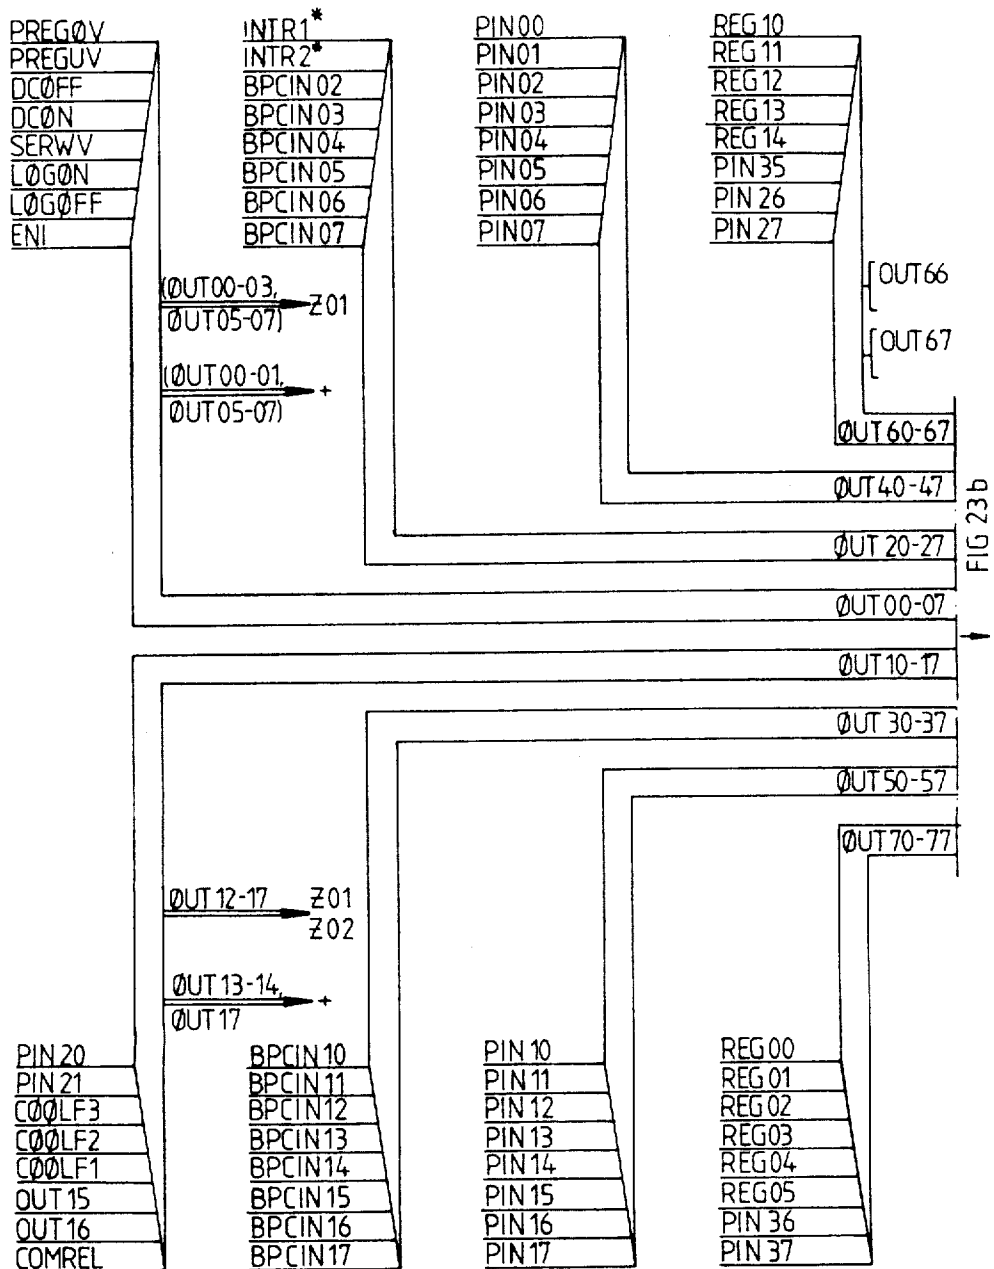 PREGØV
PREGUV
DCØFF
DCØN
SERWV
LØGØN
LØGØFF
ENI
INTR1*
INTR2*
BPCIN02
BPCIN03
BPCIN04
BPCIN05
BPCIN06
BPCIN07
PIN00
PIN01
PIN02
PIN03
PIN04
PIN05
PIN06
PIN07
REG10
REG11
REG12
REG13
REG14
PIN35
PIN26
PIN27
(ØUT00-03,
ØUT05-07)
Z01
(ØUT00-01,
ØUT05-07)
+
OUT66
OUT67
ØUT60-67
ØUT40-47
ØUT20-27
ØUT00-07
FIG 23b
ØUT10-17
ØUT30-37
ØUT50-57
ØUT70-77
ØUT12-17
Z01
Z02
ØUT13-14,
ØUT17
+
PIN20
PIN21
CØØLF3
CØØLF2
CØØLF1
OUT15
OUT16
COMREL
BPCIN10
BPCIN11
BPCIN12
BPCIN13
BPCIN14
BPCIN15
BPCIN16
BPCIN17
PIN10
PIN11
PIN12
PIN13
PIN14
PIN15
PIN16
PIN17
REG00
REG01
REG02
REG03
REG04
REG05
PIN36
PIN37